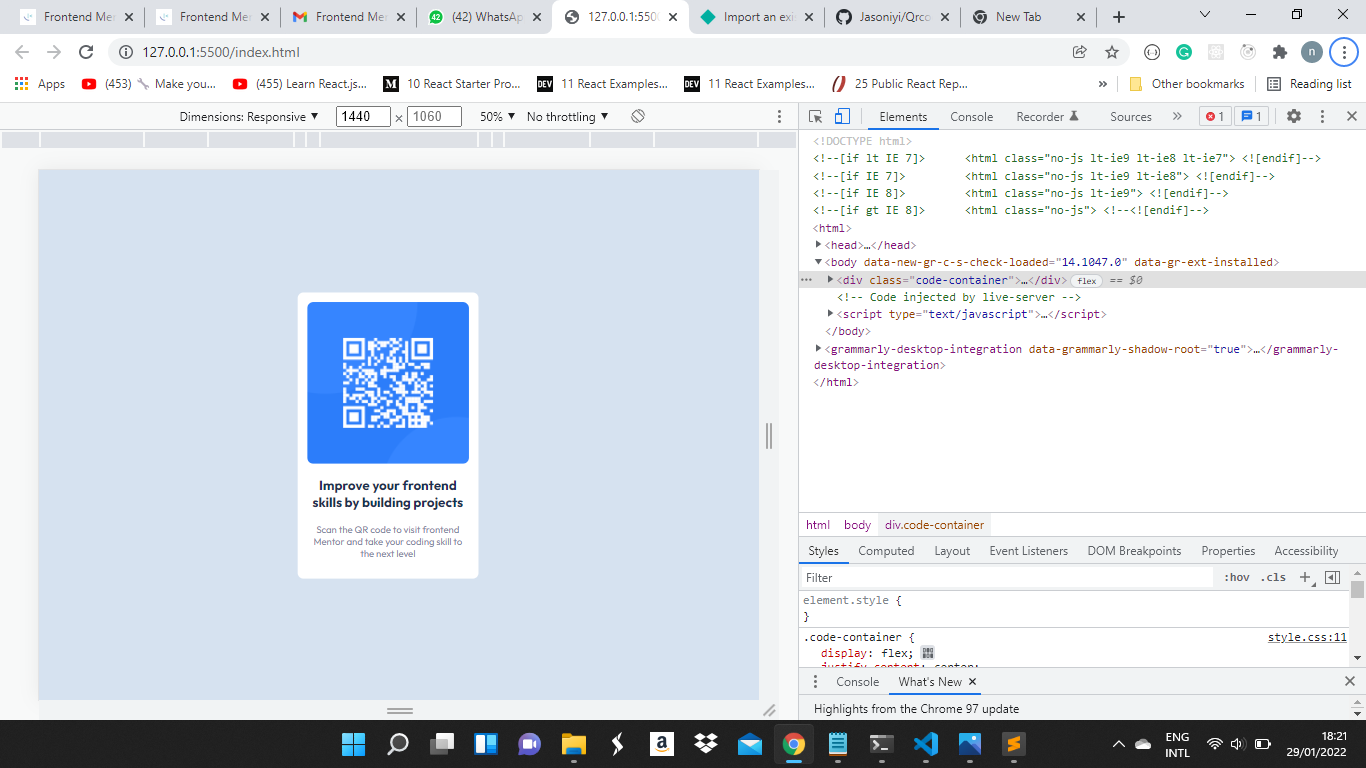 Frontend Me
Frontend Me
Frontend Me
(42) WhatsAp
127.0.0.1:550
Import an exi
Jasoniyi/Qrco
New Tab
127.0.0.1:5500/index.html
n
Apps
(453) 🔧 Make you...
(455) Learn React.js...
10 React Starter Pro...
DEV 11 React Examples...
DEV 11 React Examples...
25 Public React Rep...
»
Other bookmarks
Reading list
Dimensions: Responsive ▼ 1440 × 1060 50% ▼ No throttling ▼
Elements Console Recorder Sources » 1 1
<!DOCTYPE html>
<!--[if lt IE 7]>      <html class="no-js lt-ie9 lt-ie8 lt-ie7"> <![endif]-->
<!--[if IE 7]>         <html class="no-js lt-ie9 lt-ie8"> <![endif]-->
<!--[if IE 8]>         <html class="no-js lt-ie9"> <![endif]-->
<!--[if gt IE 8]>      <html class="no-js"> <!--<![endif]-->
<html>
<head>…</head>
<body data-new-gr-c-s-check-loaded="14.1047.0" data-gr-ext-installed>
<div class="code-container">…</div> flex == $0
<!-- Code injected by live-server -->
<script type="text/javascript">…</script>
</body>
<grammarly-desktop-integration data-grammarly-shadow-root="true">…</grammarly-
desktop-integration>
</html>
Improve your frontend
skills by building projects
Scan the QR code to visit frontend
Mentor and take your coding skill to
the next level
html body div.code-container
Styles Computed Layout Event Listeners DOM Breakpoints Properties Accessibility
Filter :hov .cls +
element.style {
}
.code-container { style.css:11
display: flex;
justify-content: center;
Console What's New ×
Highlights from the Chrome 97 update
ENG
INTL
18:21
29/01/2022